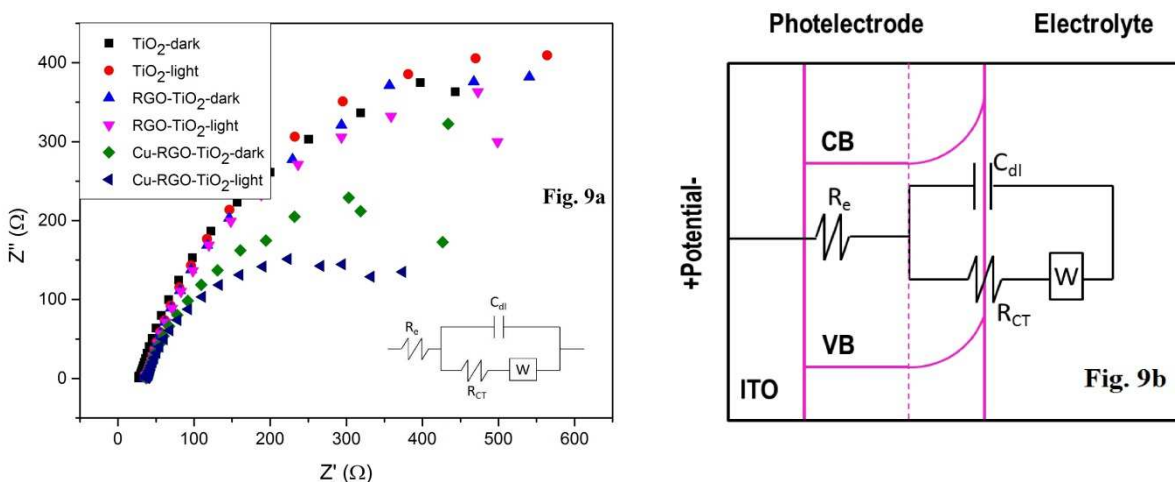 TiO2-dark
TiO2-light
RGO-TiO2-dark
RGO-TiO2-light
Cu-RGO-TiO2-dark
Cu-RGO-TiO2-light
Fig. 9a
Z'' (Ω)
400
300
200
100
0
0 100 200 300 400 500 600
Z' (Ω)
Re
Cdl
RCT
W
Photelectrode Electrolyte
+Potential-
CB
Cdl
Re
W
RCT
VB
ITO
Fig. 9b